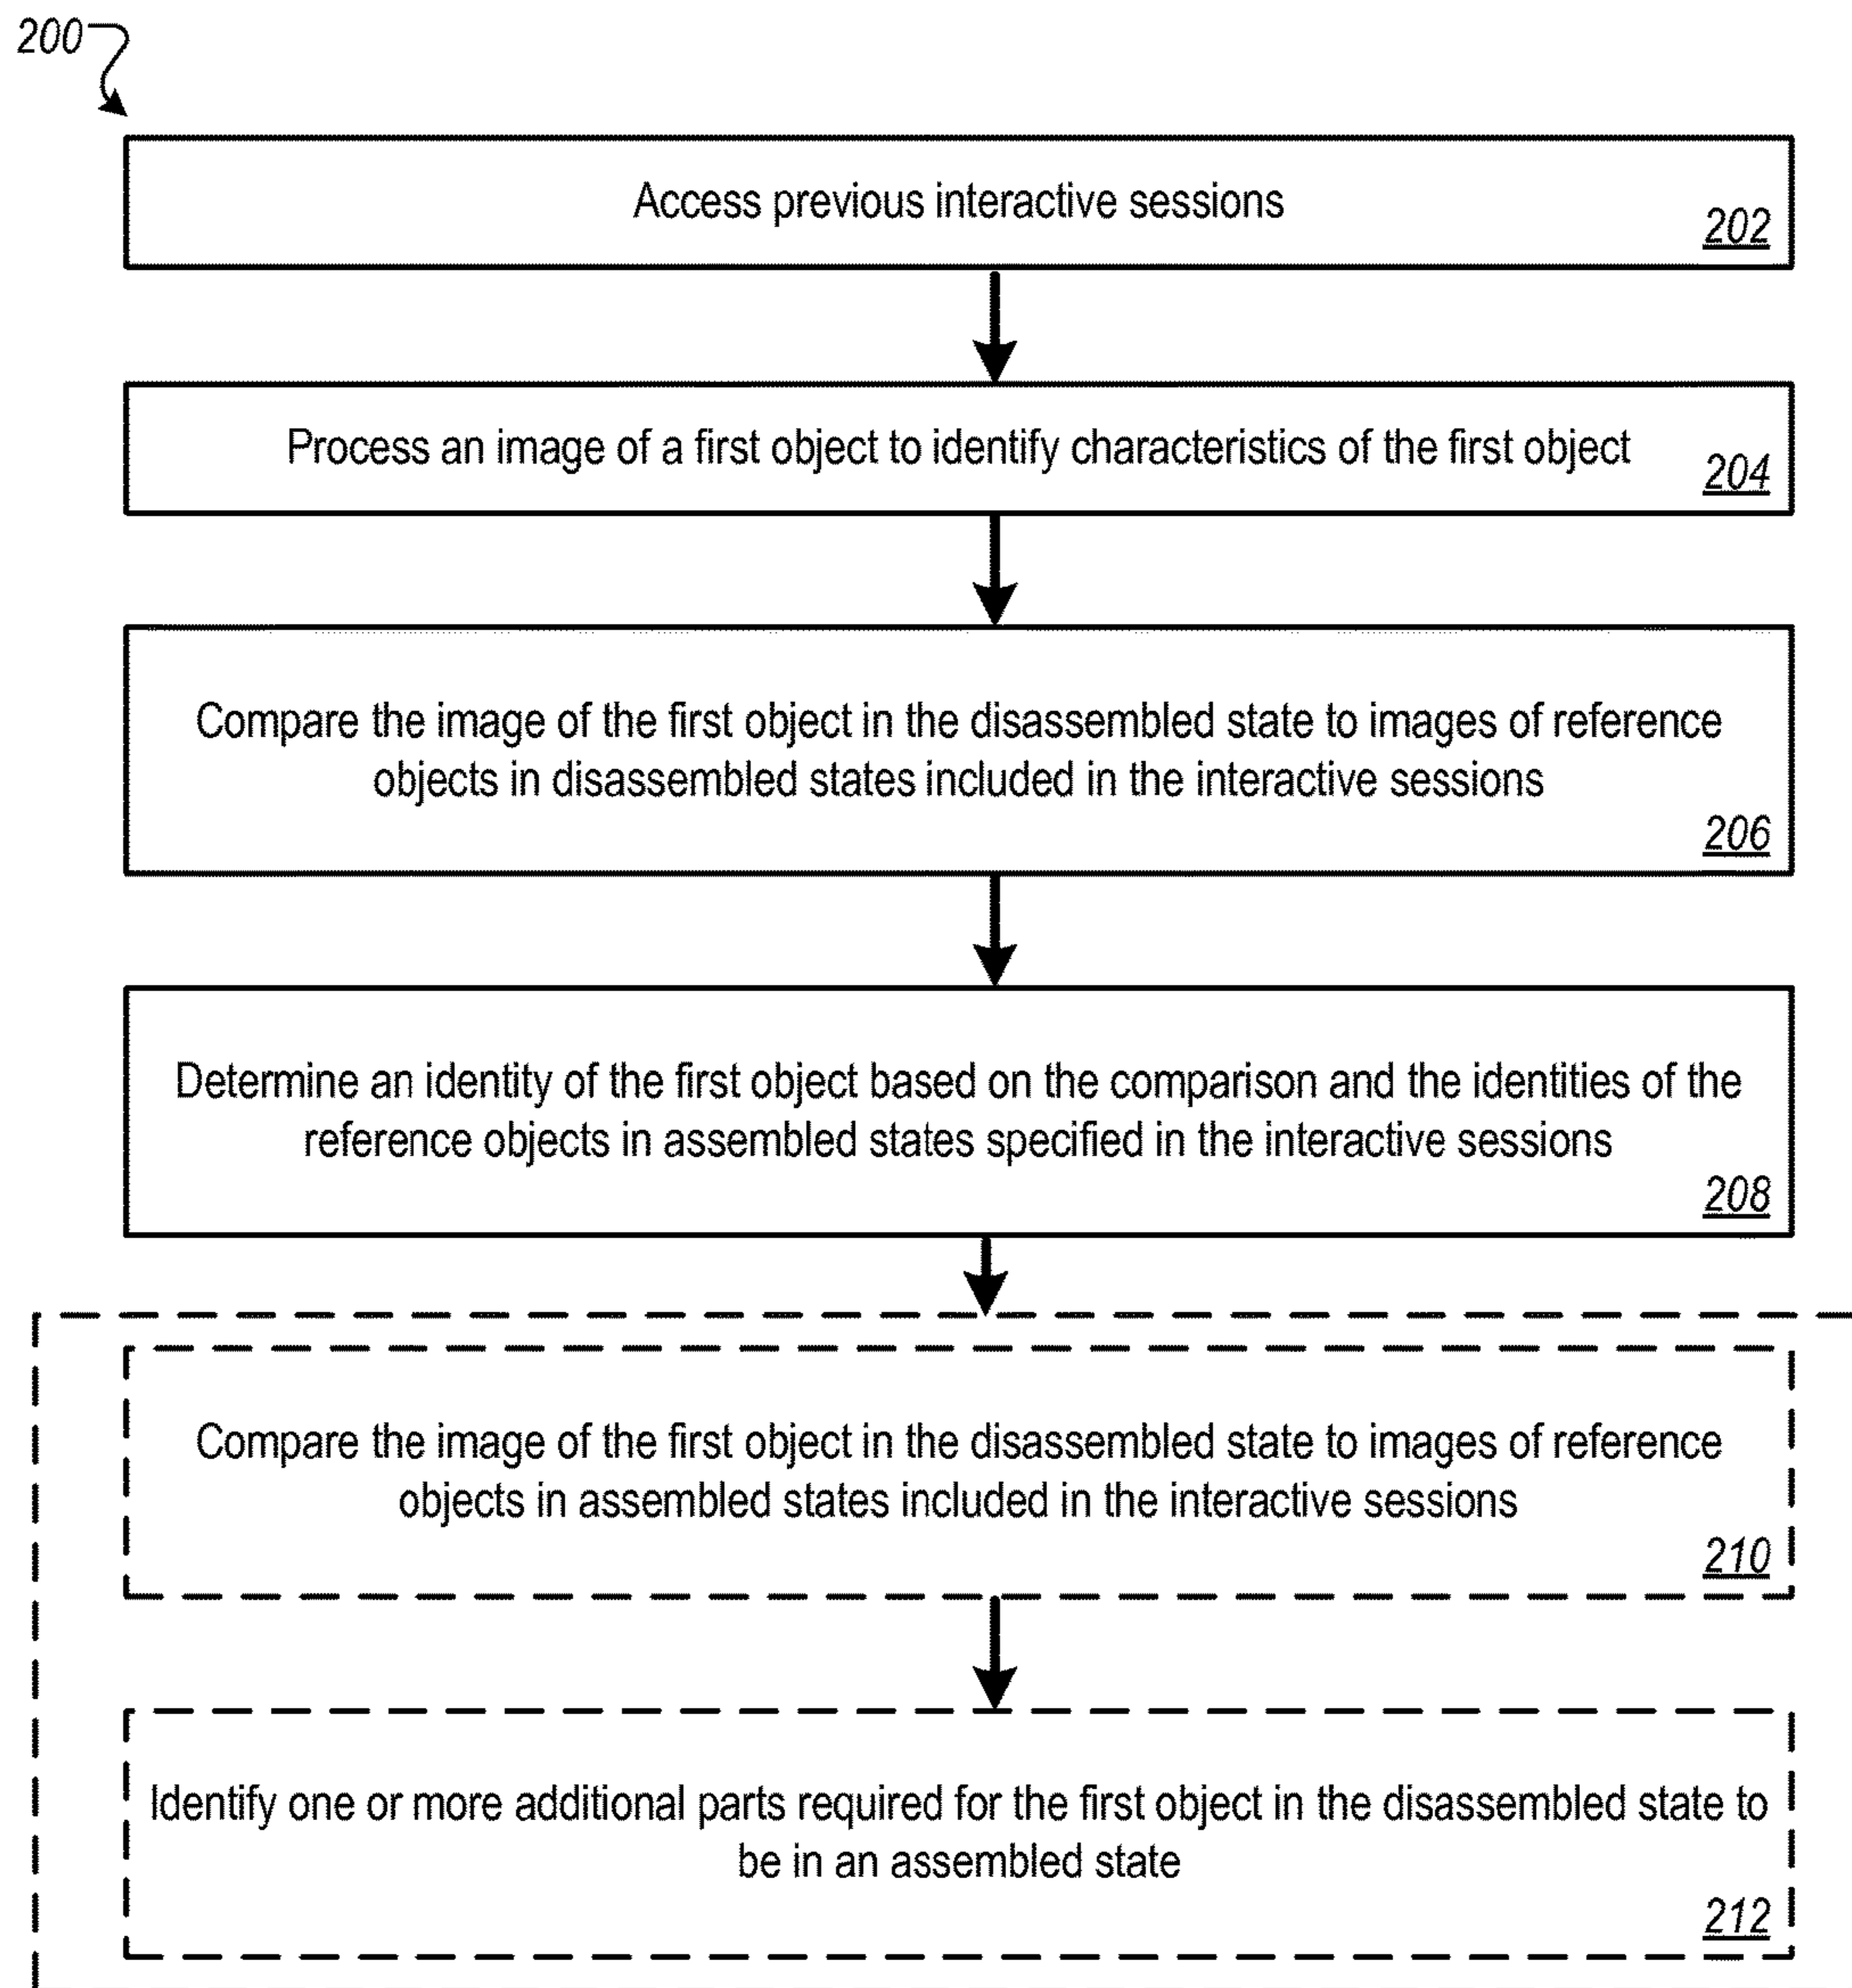 200
Access previous interactive sessions
202
Process an image of a first object to identify characteristics of the first object
204
Compare the image of the first object in the disassembled state to images of reference
objects in disassembled states included in the interactive sessions
206
Determine an identity of the first object based on the comparison and the identities of the
reference objects in assembled states specified in the interactive sessions
208
Compare the image of the first object in the disassembled state to images of reference
objects in assembled states included in the interactive sessions
210
Identify one or more additional parts required for the first object in the disassembled state to
be in an assembled state
212